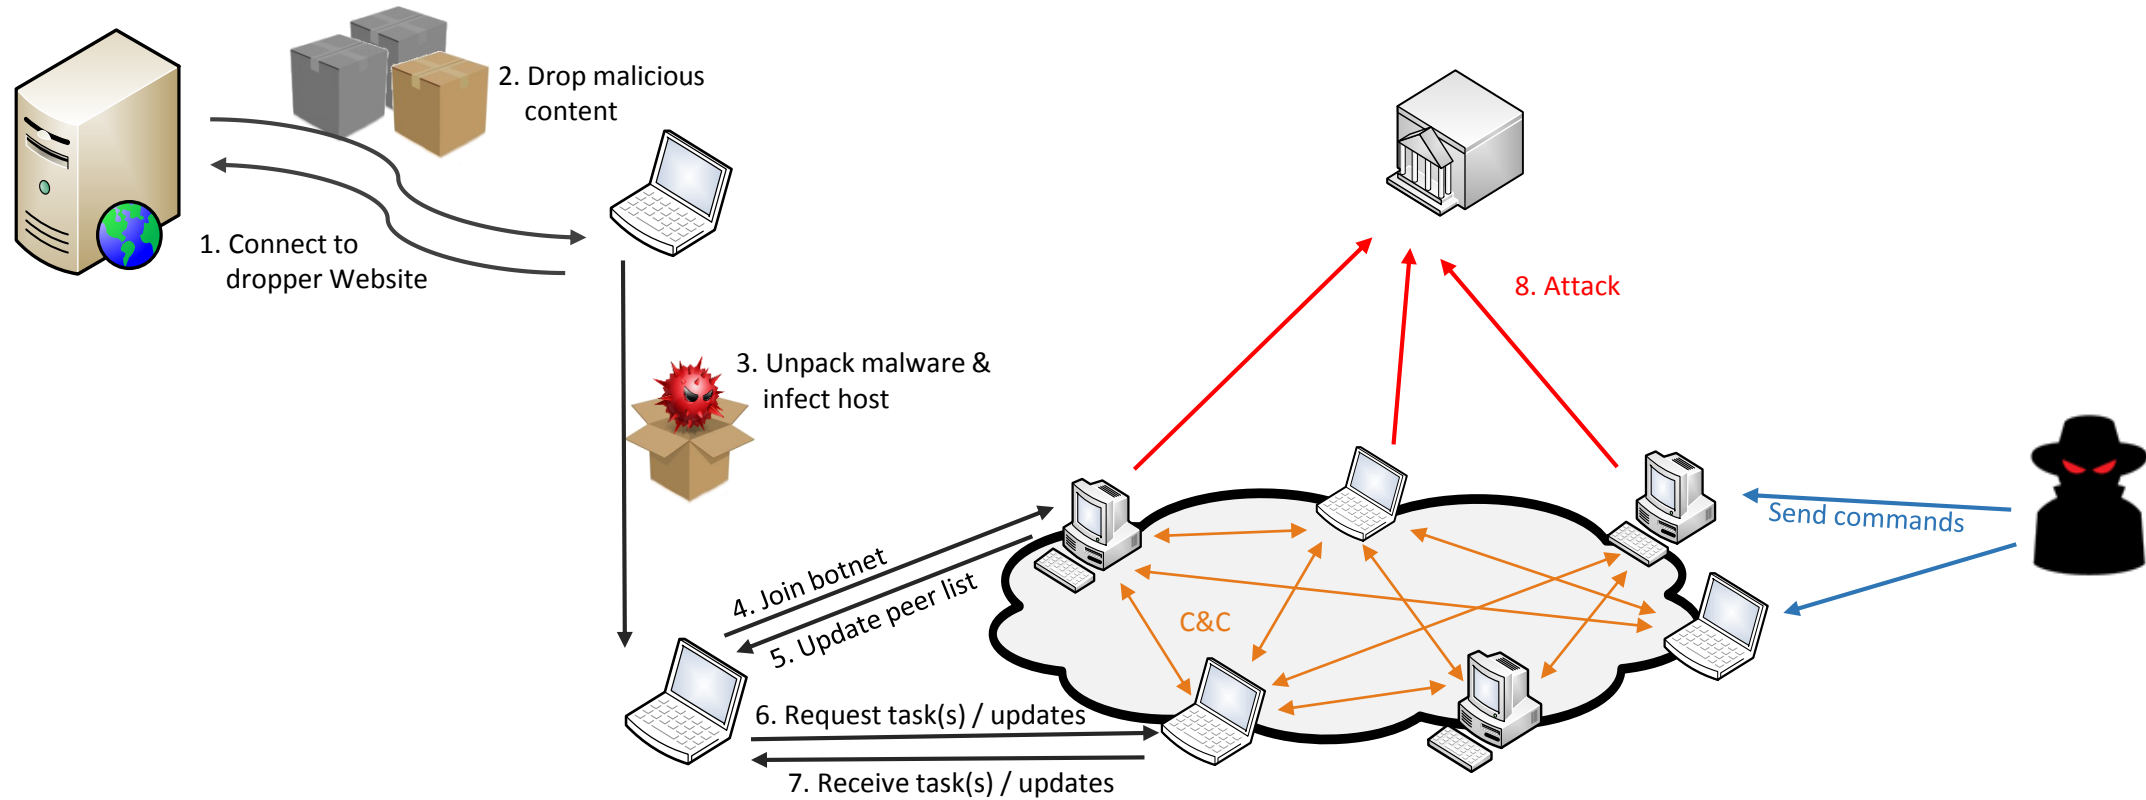 2. Drop malicious
content
1. Connect to
dropper Website
3. Unpack malware &
infect host
4. Join botnet
5. Update peer list
6. Request task(s) / updates
7. Receive task(s) / updates
C&C
8. Attack
Send commands